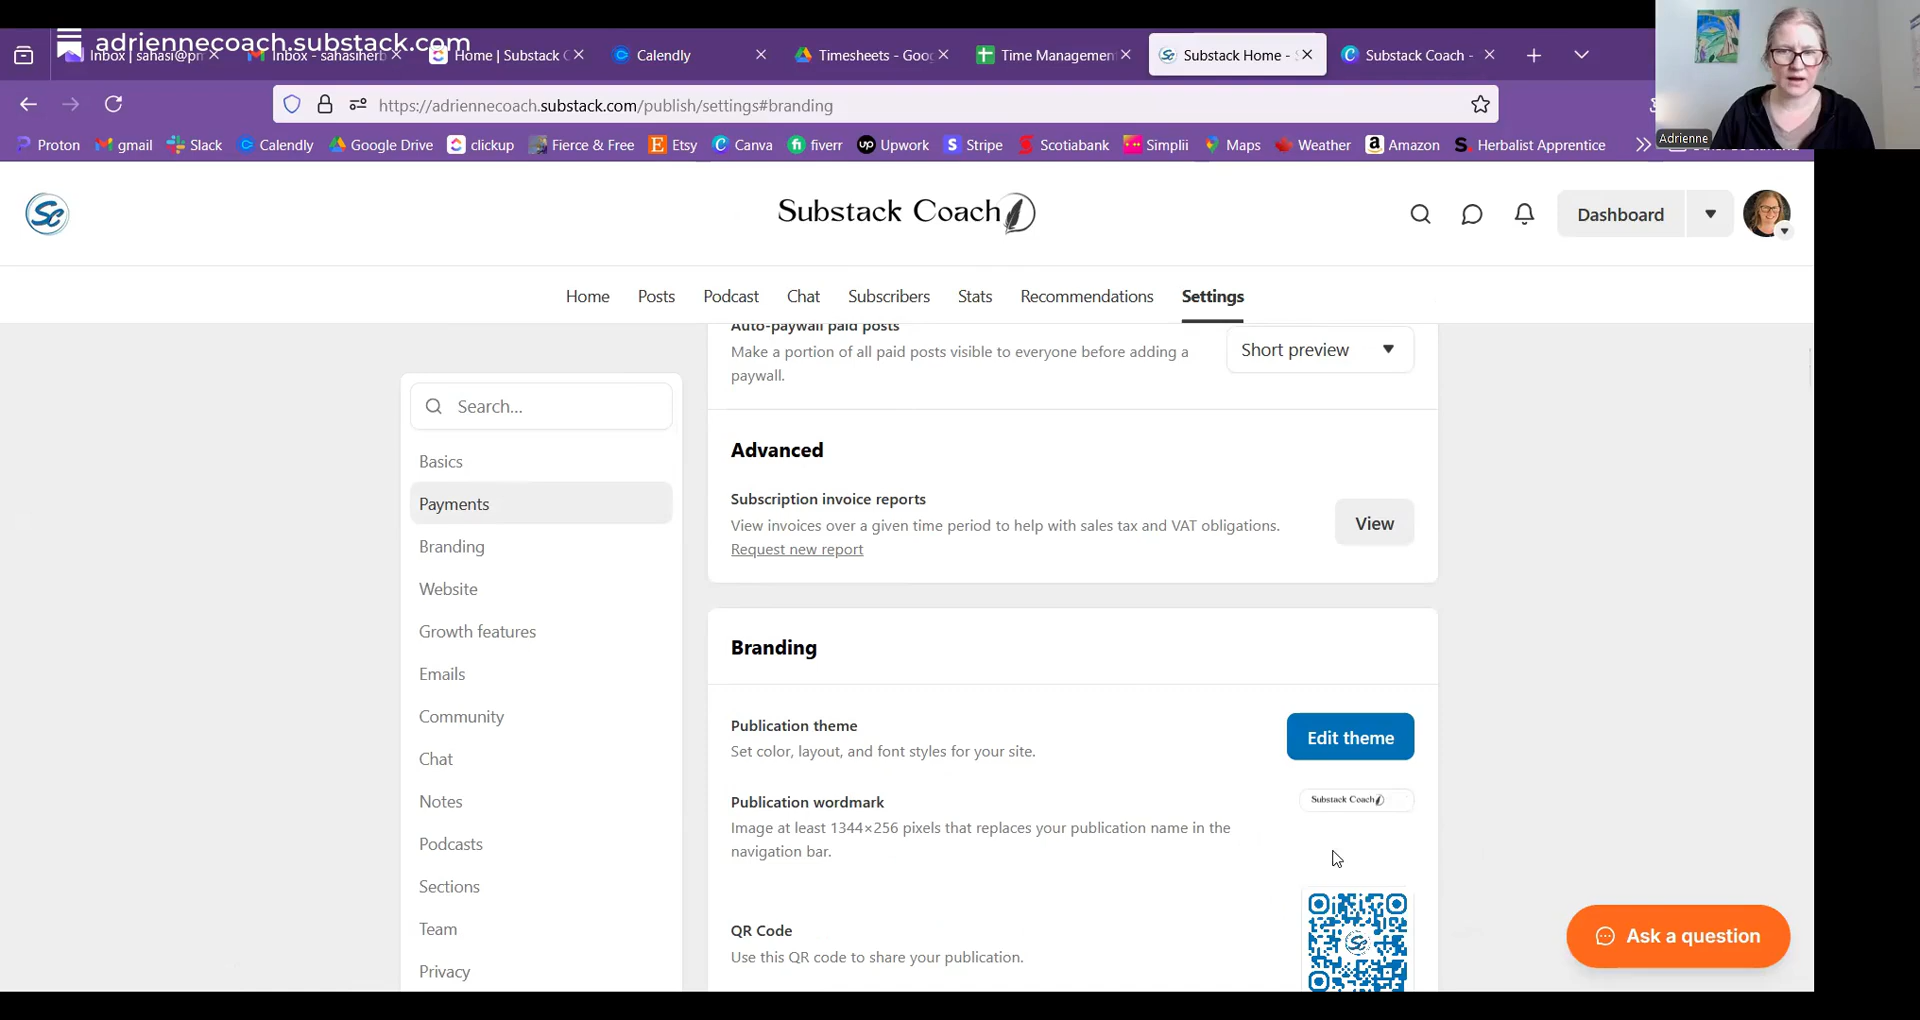 adriennecoach.substack.com
Inbox | sahasi@pr
Inbox - sahasiherb
Home | Substack C
Calendly
Timesheets - Goog
Time Management
Substack Home - S
Substack Coach -
https://adriennecoach.substack.com/publish/settings#branding
Proton
gmail
Slack
Calendly
Google Drive
clickup
Fierce & Free
Etsy
Canva
fiverr
Upwork
Stripe
Scotiabank
Simplii
Maps
Weather
Amazon
Herbalist Apprentice
Adrienne
Sc
Substack Coach
Dashboard
Home
Posts
Podcast
Chat
Subscribers
Stats
Recommendations
Settings
Search...
Basics
Payments
Branding
Website
Growth features
Emails
Community
Chat
Notes
Podcasts
Sections
Team
Privacy
Auto-paywall paid posts
Make a portion of all paid posts visible to everyone before adding a
paywall.
Short preview
Advanced
Subscription invoice reports
View invoices over a given time period to help with sales tax and VAT obligations.
Request new report
View
Branding
Publication theme
Set color, layout, and font styles for your site.
Edit theme
Publication wordmark
Image at least 1344×256 pixels that replaces your publication name in the
navigation bar.
Substack Coach
QR Code
Use this QR code to share your publication.
Sc
Ask a question